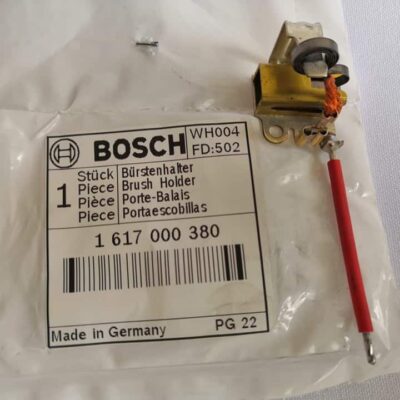 BOSCH
WH004
FD:502
1
Stück Bürstenhalter
Piece Brush Holder
Pièce Porte-Balais
Piece Portaescobillas
1 617 000 380
Made in Germany
PG 22